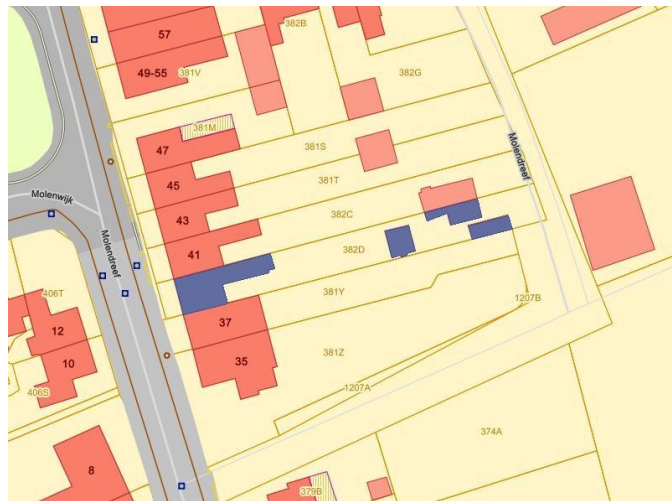 57
382B
49-55
381V
382G
381M
47
381S
Molendreef
45
381T
Molenwijk
43
382C
Molendreef
41
382D
381Y
406T
1207B
37
12
381Z
35
10
1207A
406S
374A
8
379B